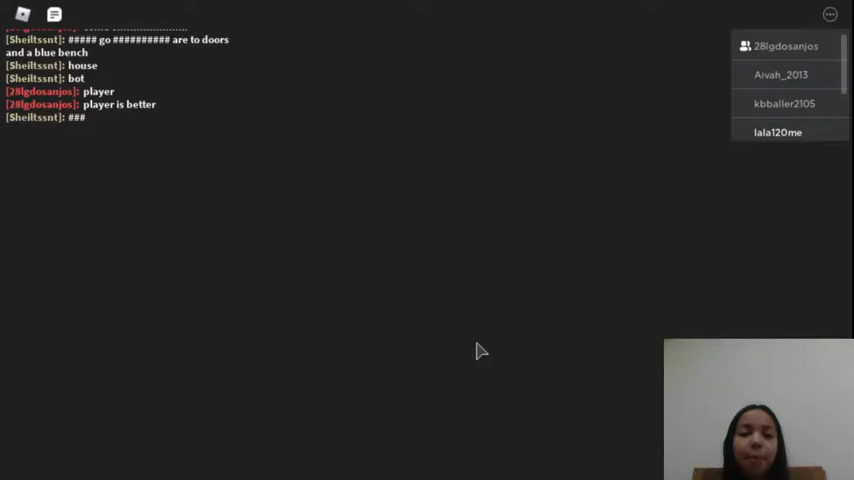 [Sheiltssnt]: ##### go ########## are to doors
and a blue bench
[Sheiltssnt]: house
[Sheiltssnt]: bot
[28lgdosanjos]: player
[28lgdosanjos]: player is better
[Sheiltssnt]: ###
28lgdosanjos
Aivah_2013
kbballer2105
lala120me